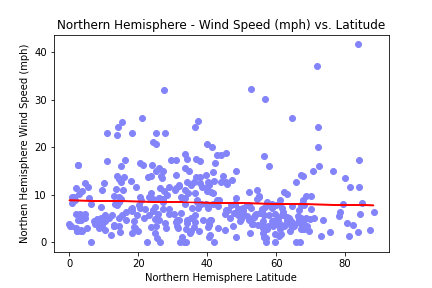 Northern Hemisphere - Wind Speed (mph) vs. Latitude
Northern Hemisphere Wind Speed (mph)
40
30
20
10
0
0 20 40 60 80
Northern Hemisphere Latitude